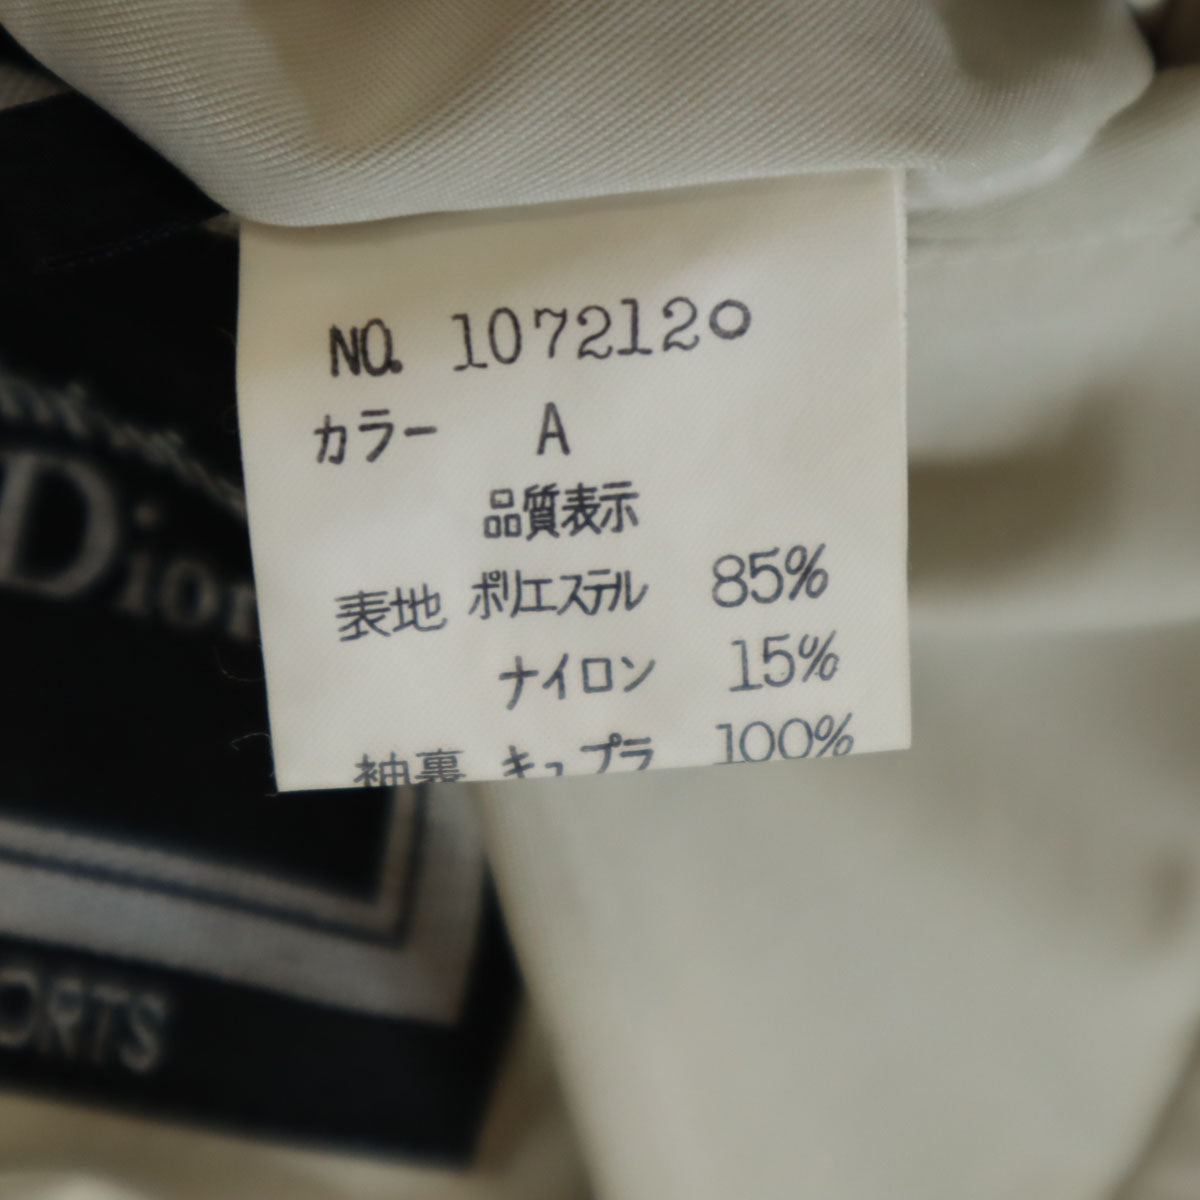 NO. 1072120
カラー A
品質表示
表地 ポリエステル 85%
ナイロン 15%
袖裏 キュプラ 100%
Dior
ORTS